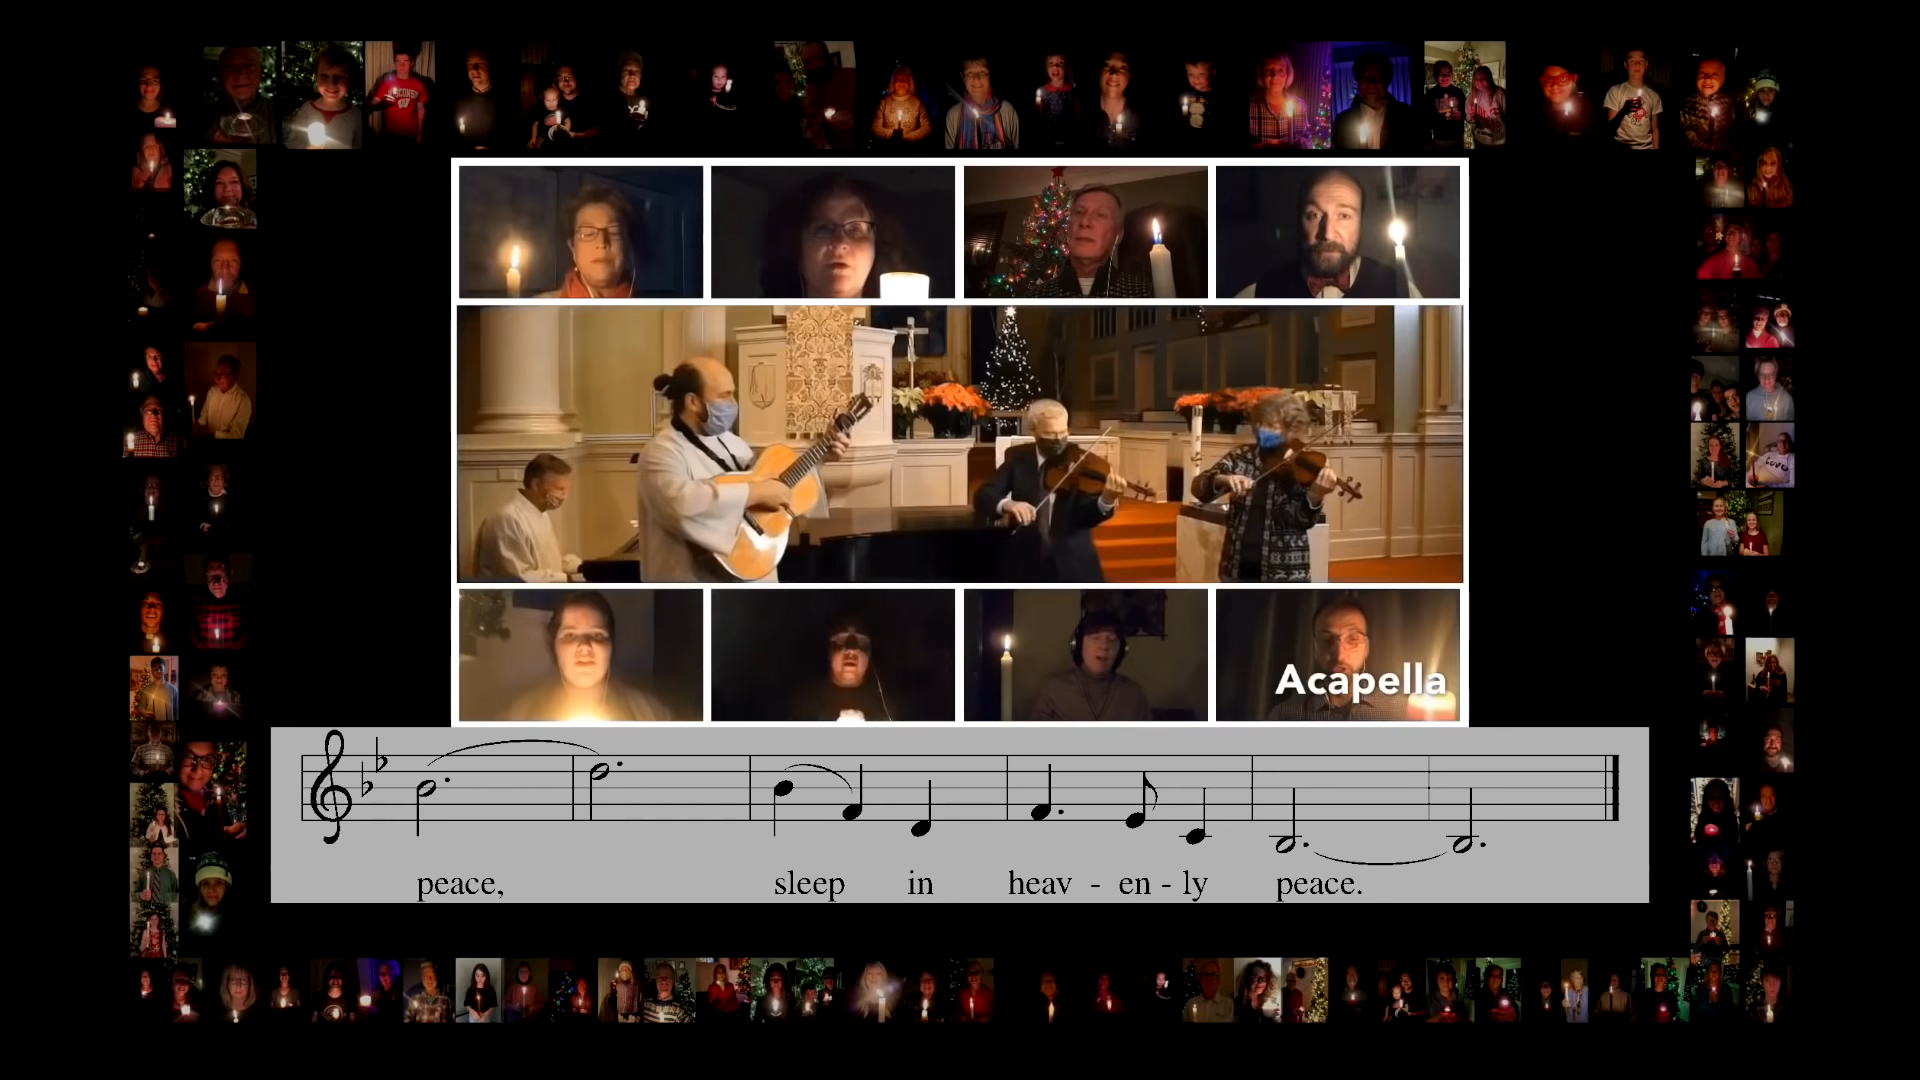 Acapella
peace, sleep in heav - en - ly peace.